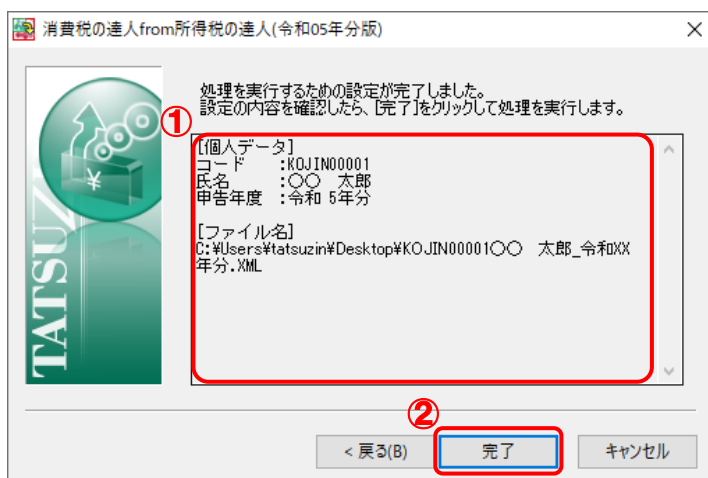 消費税の達人from所得税の達人(令和05年分版)
処理を実行するための設定が完了しました。
設定の内容を確認したら、[完了]をクリックして処理を実行します。
①
[個人データ]
コード　　:KOJIN00001
氏名　　　:〇〇　太郎
申告年度　:令和 5年分
[ファイル名]
C:¥Users¥tatsuzin¥Desktop¥KOJIN00001〇〇　太郎_令和XX
年分.XML
TATSUZ
¥
②
< 戻る(B)
完了
キャンセル